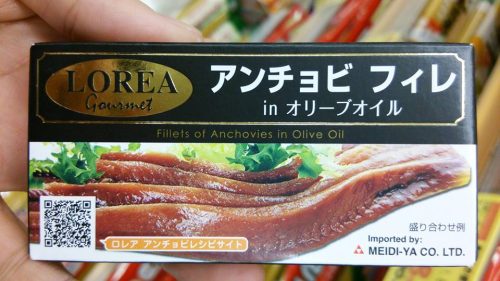 LOREA
Gourmet
アンチョビ フィレ
in オリーブオイル
Fillets of Anchovies in Olive Oil
盛り合わせ例
ロレア アンチョビレシピサイト
Imported by:
MEIDI-YA CO. LTD.